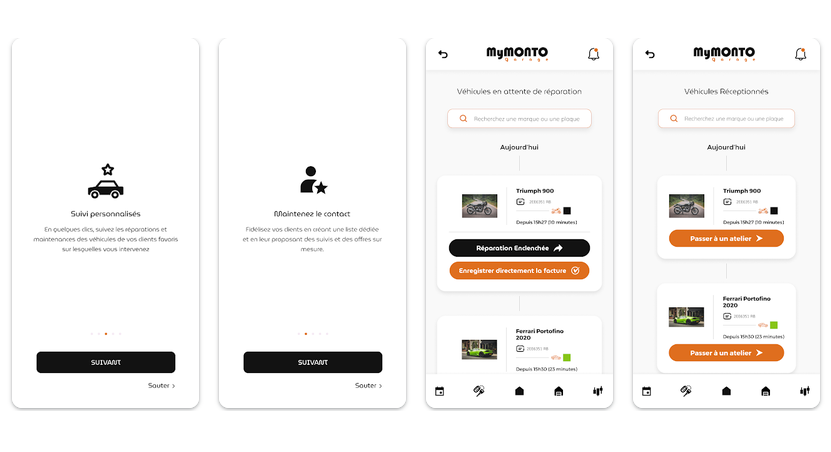 Suivi personnalisés
En quelques clics, suivez les réparations et
maintenances des véhicules de vos clients favoris
sur lesquelles vous intervenez
SUIVANT
Sauter
Maintenez le contact
Fidélisez vos clients en créant une liste dédiée
et en leur proposant des suivis et des offres sur
mesure.
SUIVANT
Sauter
MyMONTO
Garage
Véhicules en attente de réparation
Recherchez une marque ou une plaque
Aujourd'hui
Triumph 900
Depuis 15h27 (10 minutes)
Réparation Enclenchée
Enregistrer directement la facture
Ferrari Portofino
2020
Depuis 15h30 (23 minutes)
MyMONTO
Garage
Véhicules Réceptionnés
Recherchez une marque ou une plaque
Aujourd'hui
Triumph 900
Depuis 15h27 (10 minutes)
Passer à un atelier
Ferrari Portofino
2020
Depuis 15h30 (23 minutes)
Passer à un atelier